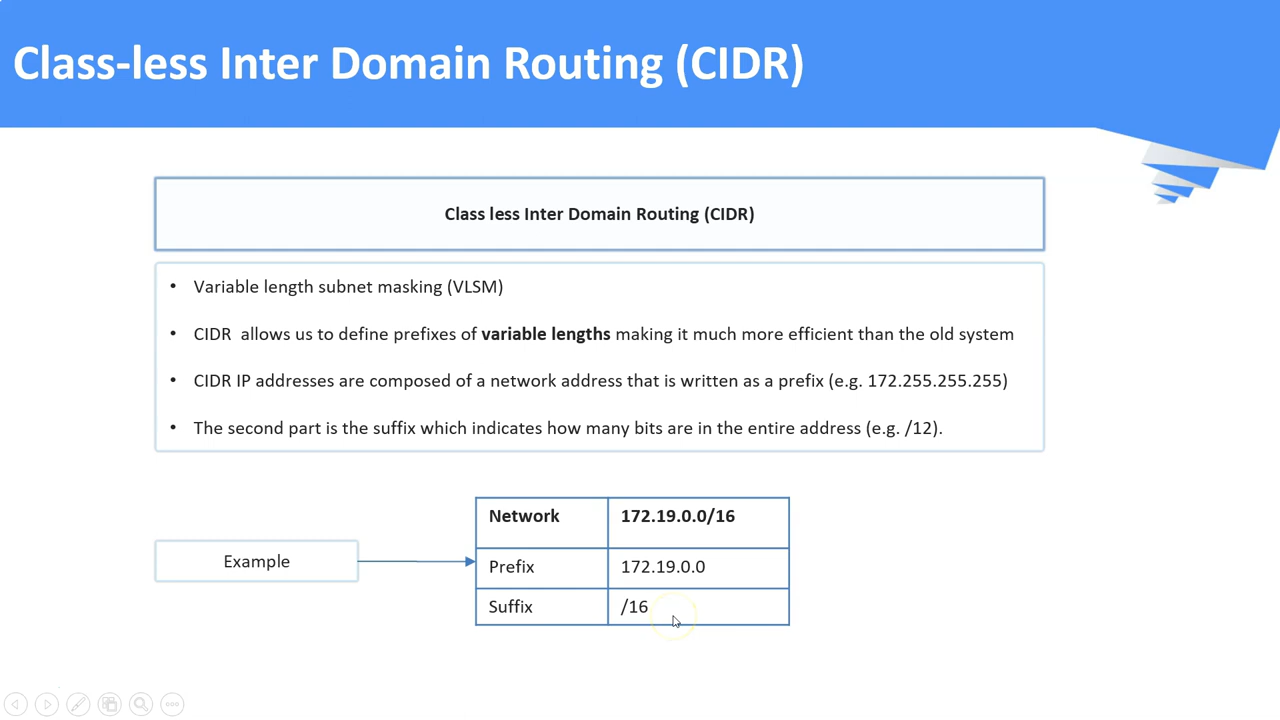 Class-less Inter Domain Routing (CIDR)
Class less Inter Domain Routing (CIDR)
• Variable length subnet masking (VLSM)
• CIDR  allows us to define prefixes of variable lengths making it much more efficient than the old system
• CIDR IP addresses are composed of a network address that is written as a prefix (e.g. 172.255.255.255)
• The second part is the suffix which indicates how many bits are in the entire address (e.g. /12).
Example
Network 172.19.0.0/16
Prefix 172.19.0.0
Suffix /16